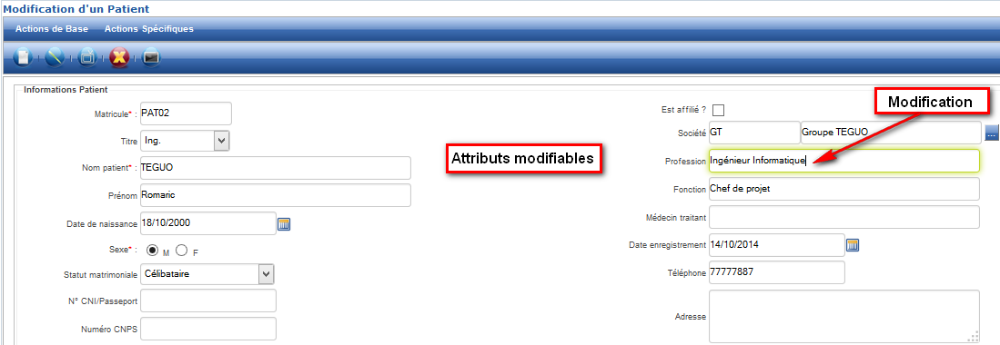 Modification d'un Patient
Actions de Base Actions Spécifiques
Informations Patient
Matricule* : PAT02
Titre Ing.
Nom patient* : TEGUO
Prénom Romaric
Date de naissance 18/10/2000
Sexe* : M F
Statut matrimoniale Célibataire
N° CNI/Passeport
Numéro CNPS
Attributs modifiables
Modification
Est affilié ?
Société GT Groupe TEGUO ...
Profession Ingénieur Informatique
Fonction Chef de projet
Médecin traitant
Date enregistrement 14/10/2014
Téléphone 77777887
Adresse